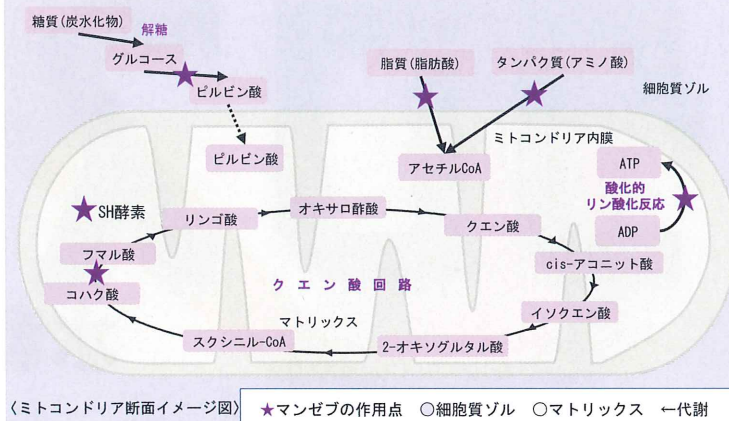 糖質(炭水化物)
解糖
グルコース
ピルビン酸
ピルビン酸
脂質(脂肪酸)
タンパク質(アミノ酸)
細胞質ゾル
ミトコンドリア内膜
アセチルCoA
ATP
酸化的
リン酸化反応
ADP
★SH酵素
リンゴ酸
オキサロ酢酸
クエン酸
フマル酸
cis-アコニット酸
コハク酸
クエン酸回路
イソクエン酸
マトリックス
スクシニル-CoA
2-オキソグルタル酸
〈ミトコンドリア断面イメージ図〉
★マンゼブの作用点 ○細胞質ゾル ○マトリックス ←代謝